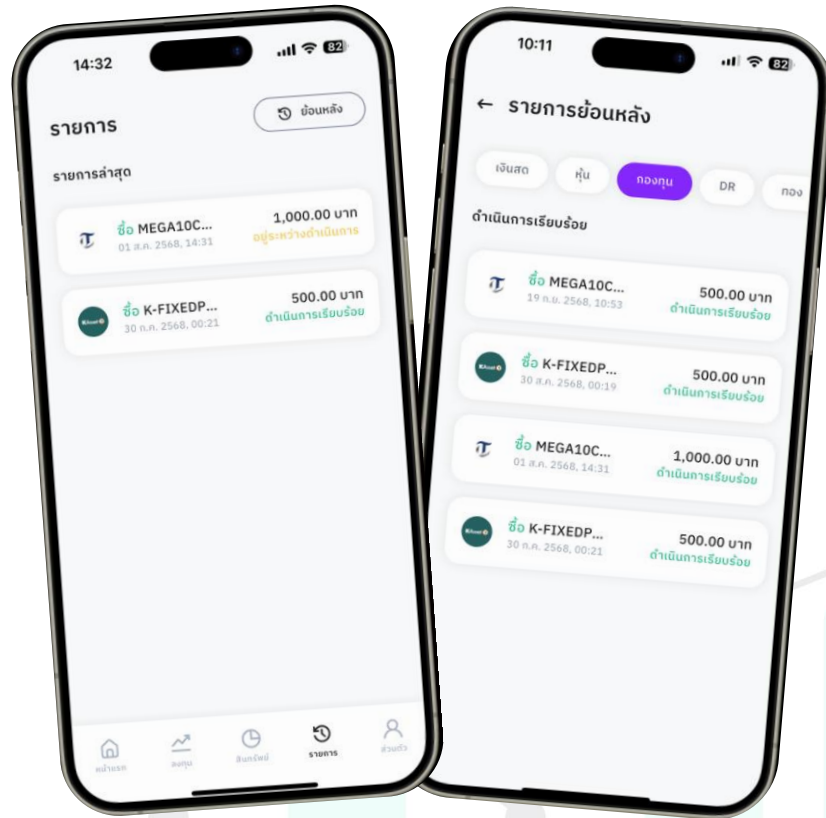 14:32
82
รายการ
ย้อนหลัง
รายการล่าสุด
ซื้อ MEGA10C...
1,000.00 บาท
01 ส.ค. 2568, 14:31
อยู่ระหว่างดำเนินการ
ซื้อ K-FIXEDP...
500.00 บาท
30 ก.ค. 2568, 00:21
ดำเนินการเรียบร้อย
หน้าแรก
ลงทุน
สินทรัพย์
รายการ
ส่วนตัว
10:11
82
← รายการย้อนหลัง
เงินสด
หุ้น
กองทุน
DR
ทอง
ดำเนินการเรียบร้อย
ซื้อ MEGA10C...
500.00 บาท
19 ก.ย. 2568, 10:53
ดำเนินการเรียบร้อย
ซื้อ K-FIXEDP...
500.00 บาท
30 ส.ค. 2568, 00:19
ดำเนินการเรียบร้อย
ซื้อ MEGA10C...
1,000.00 บาท
01 ส.ค. 2568, 14:31
ดำเนินการเรียบร้อย
ซื้อ K-FIXEDP...
500.00 บาท
30 ก.ค. 2568, 00:21
ดำเนินการเรียบร้อย